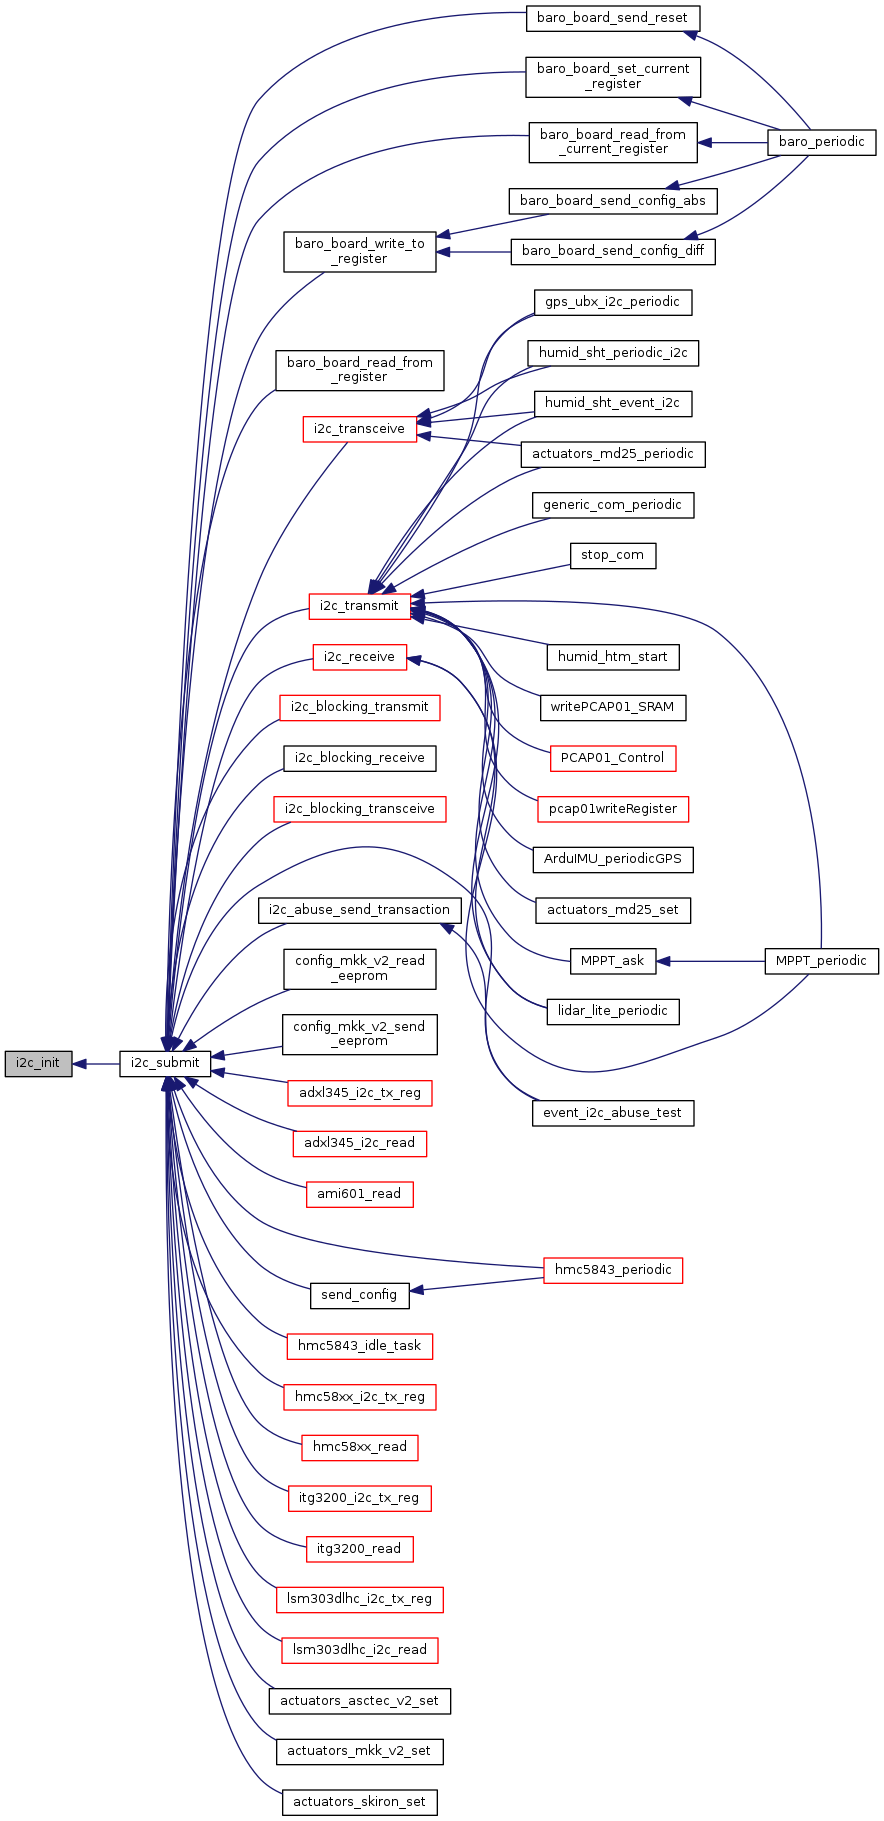 baro_board_send_reset
baro_board_set_current
_register
baro_board_read_from
_current_register
baro_periodic
baro_board_send_config_abs
baro_board_write_to
_register
baro_board_send_config_diff
gps_ubx_i2c_periodic
humid_sht_periodic_i2c
baro_board_read_from
_register
humid_sht_event_i2c
i2c_transceive
actuators_md25_periodic
generic_com_periodic
stop_com
i2c_transmit
i2c_receive
humid_htm_start
i2c_blocking_transmit
writePCAP01_SRAM
i2c_blocking_receive
PCAP01_Control
i2c_blocking_transceive
pcap01writeRegister
ArduIMU_periodicGPS
i2c_abuse_send_transaction
actuators_md25_set
config_mkk_v2_read
_eeprom
MPPT_ask
MPPT_periodic
lidar_lite_periodic
config_mkk_v2_send
_eeprom
i2c_init
i2c_submit
adxl345_i2c_tx_reg
event_i2c_abuse_test
adxl345_i2c_read
ami601_read
hmc5843_periodic
send_config
hmc5843_idle_task
hmc58xx_i2c_tx_reg
hmc58xx_read
itg3200_i2c_tx_reg
itg3200_read
lsm303dlhc_i2c_tx_reg
lsm303dlhc_i2c_read
actuators_asctec_v2_set
actuators_mkk_v2_set
actuators_skiron_set